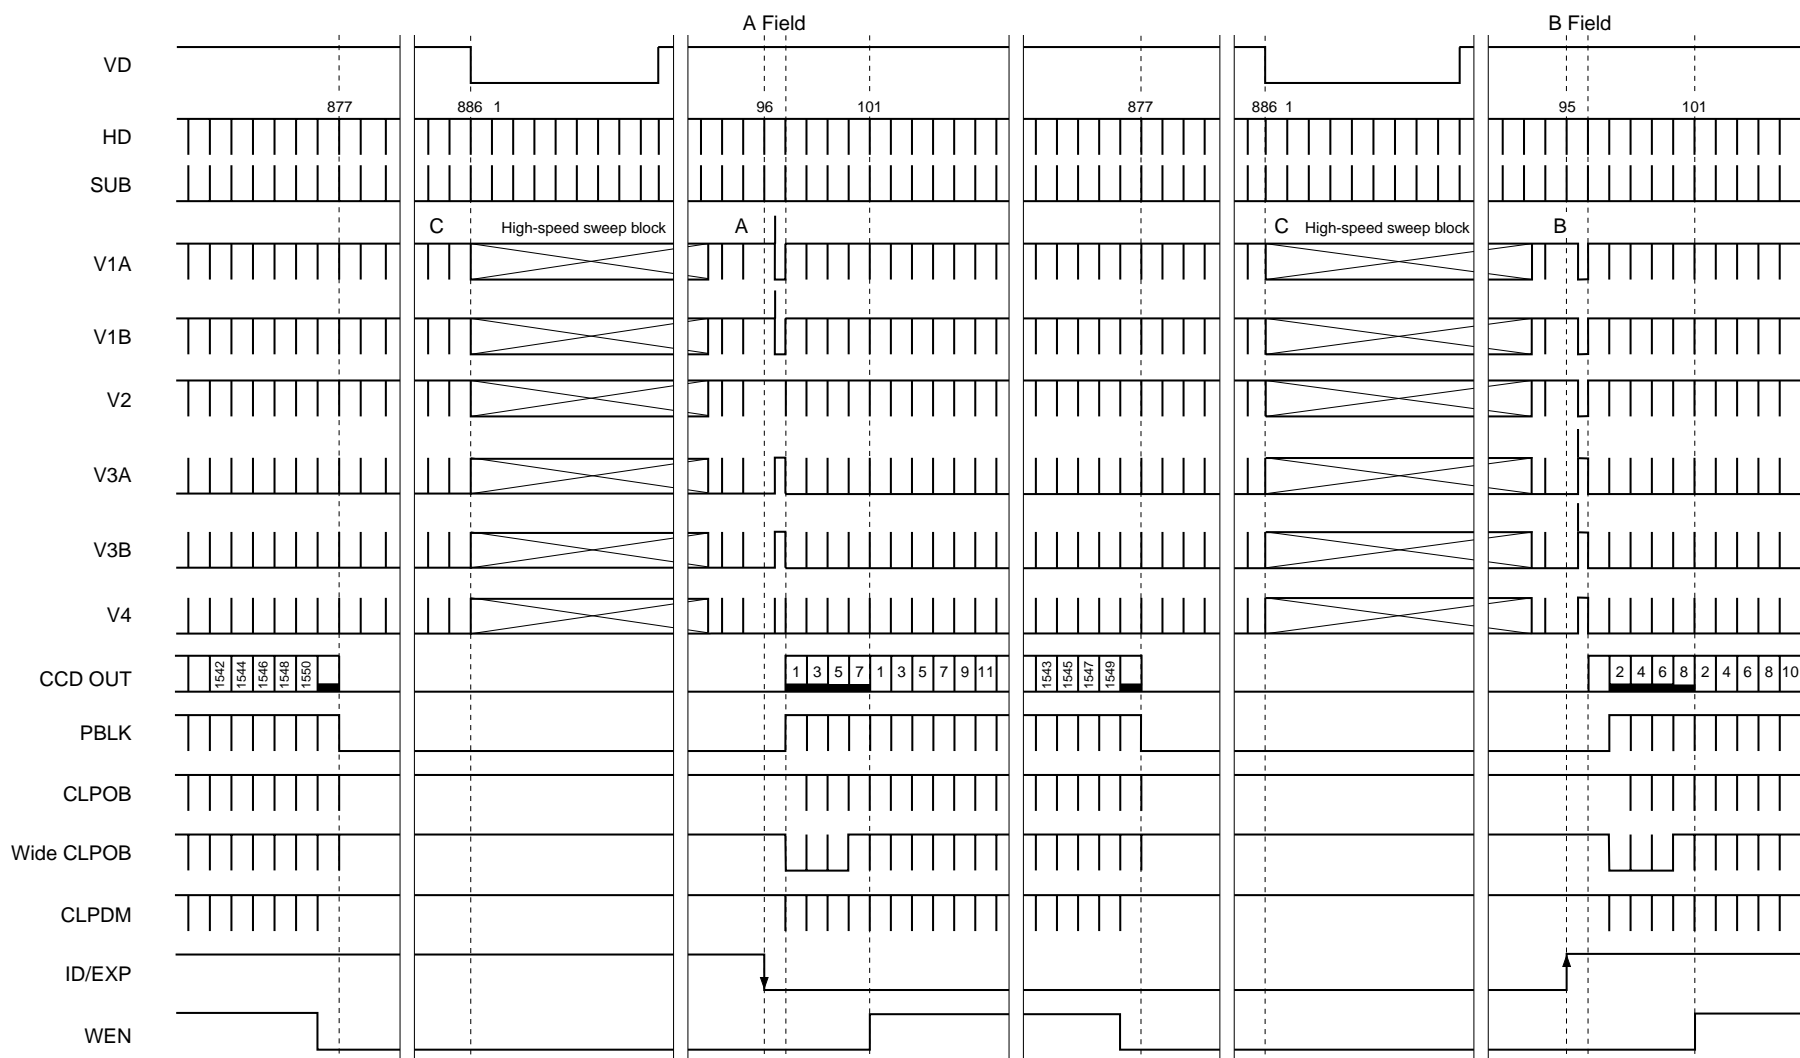 A Field B Field
VD
877 886 1 96 101 877 886 1 95 101
HD
SUB
C High-speed sweep block A C High-speed sweep block B
V1A
V1B
V2
V3A
V3B
V4
CCD OUT 1542 1544 1546 1548 1550 1 3 5 7 1 3 5 7 9 11 1543 1545 1547 1549 2 4 6 8 2 4 6 8 10
PBLK
CLPOB
Wide CLPOB
CLPDM
ID/EXP
WEN